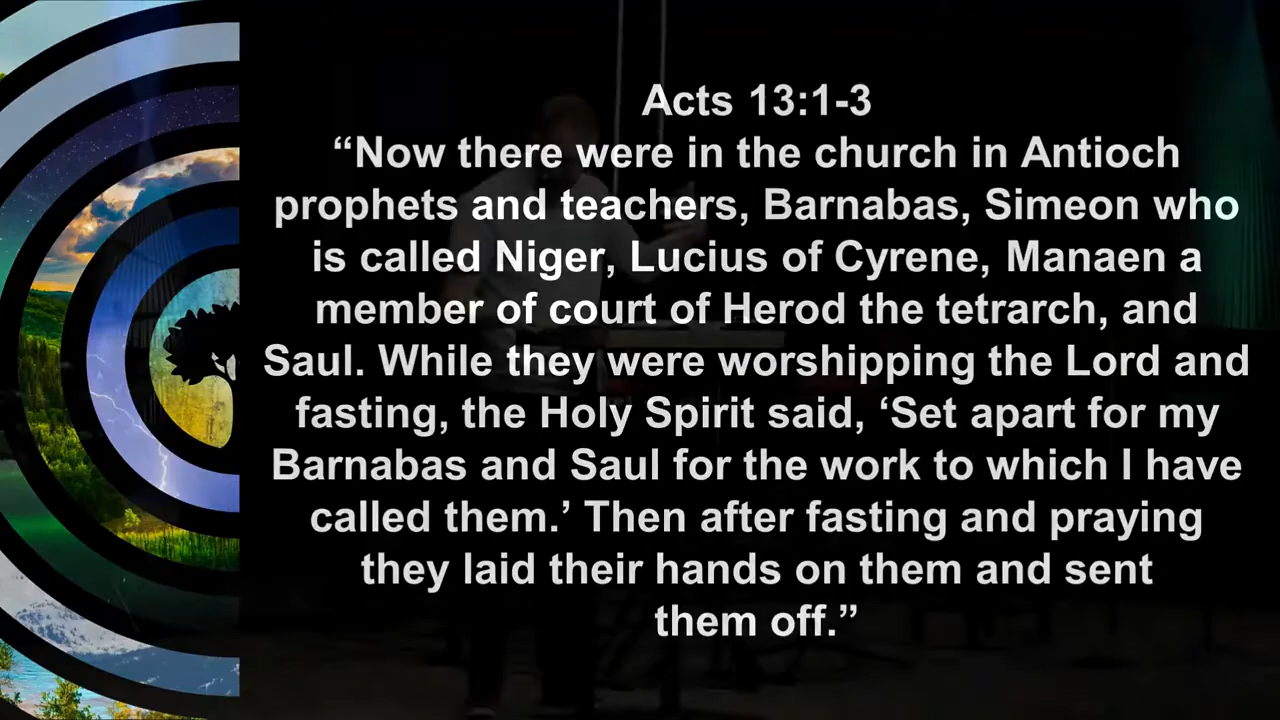 Acts 13:1-3
“Now there were in the church in Antioch
prophets and teachers, Barnabas, Simeon who
is called Niger, Lucius of Cyrene, Manaen a
member of court of Herod the tetrarch, and
Saul. While they were worshipping the Lord and
fasting, the Holy Spirit said, ‘Set apart for my
Barnabas and Saul for the work to which I have
called them.’ Then after fasting and praying
they laid their hands on them and sent
them off.”